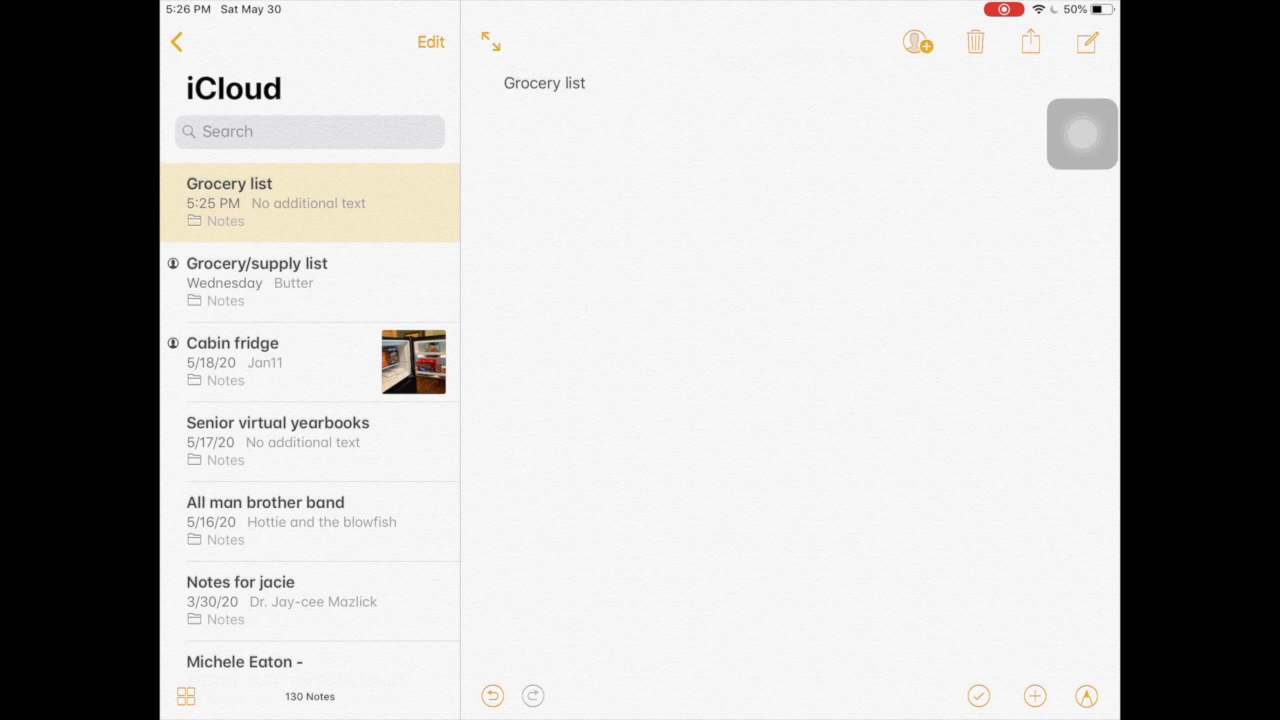 5:26 PM Sat May 30
50%
Edit
iCloud
Search
Grocery list
5:25 PM No additional text
Notes
Grocery/supply list
Wednesday Butter
Notes
Cabin fridge
5/18/20 Jan11
Notes
Senior virtual yearbooks
5/17/20 No additional text
Notes
All man brother band
5/16/20 Hottie and the blowfish
Notes
Notes for jacie
3/30/20 Dr. Jay-cee Mazlick
Notes
Michele Eaton -
130 Notes
Grocery list